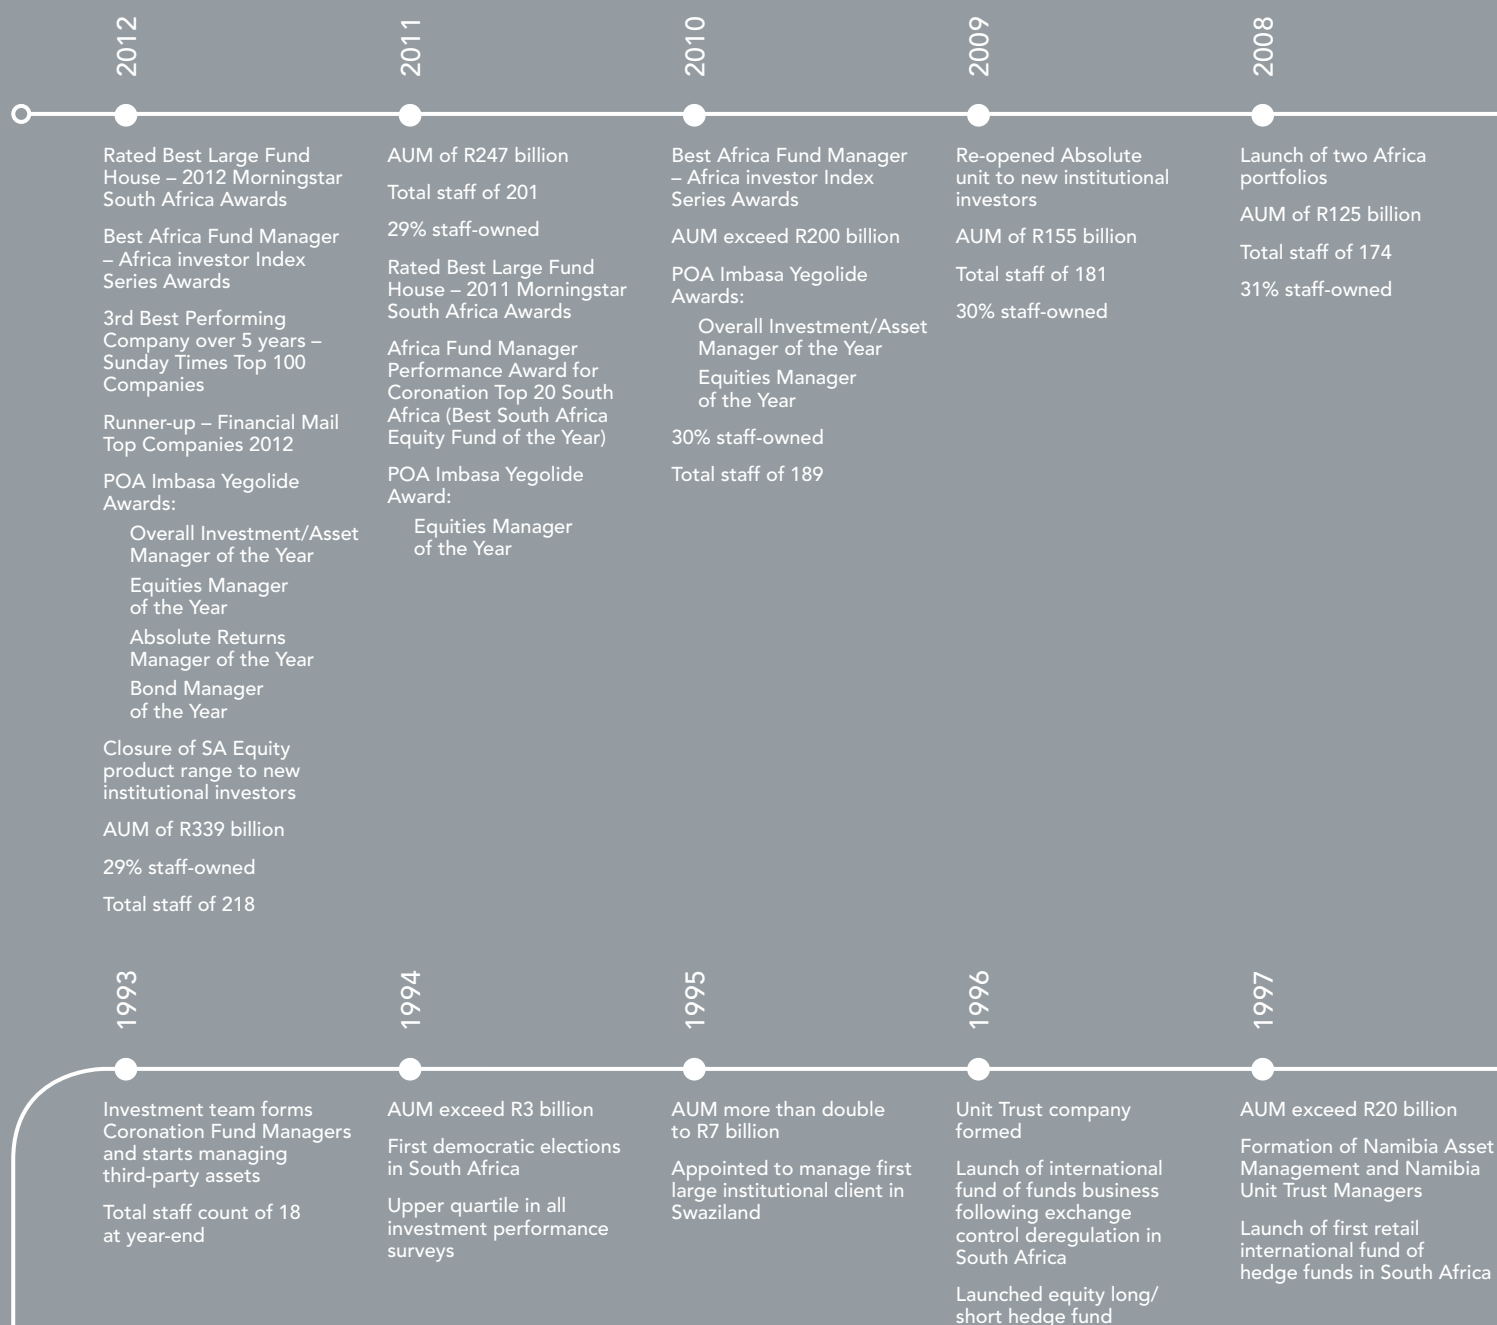 2012
Rated Best Large Fund
House – 2012 Morningstar
South Africa Awards
Best Africa Fund Manager
– Africa investor Index
Series Awards
3rd Best Performing
Company over 5 years –
Sunday Times Top 100
Companies
Runner-up – Financial Mail
Top Companies 2012
POA Imbasa Yegolide
Awards:
Overall Investment/Asset
Manager of the Year
Equities Manager
of the Year
Absolute Returns
Manager of the Year
Bond Manager
of the Year
Closure of SA Equity
product range to new
institutional investors
AUM of R339 billion
29% staff-owned
Total staff of 218
2011
AUM of R247 billion
Total staff of 201
29% staff-owned
Rated Best Large Fund
House – 2011 Morningstar
South Africa Awards
Africa Fund Manager
Performance Award for
Coronation Top 20 South
Africa (Best South Africa
Equity Fund of the Year)
POA Imbasa Yegolide
Award:
Equities Manager
of the Year
2010
Best Africa Fund Manager
– Africa investor Index
Series Awards
AUM exceed R200 billion
POA Imbasa Yegolide
Awards:
Overall Investment/Asset
Manager of the Year
Equities Manager
of the Year
30% staff-owned
Total staff of 189
2009
Re-opened Absolute
unit to new institutional
investors
AUM of R155 billion
Total staff of 181
30% staff-owned
2008
Launch of two Africa
portfolios
AUM of R125 billion
Total staff of 174
31% staff-owned
1993
Investment team forms
Coronation Fund Managers
and starts managing
third-party assets
Total staff count of 18
at year-end
1994
AUM exceed R3 billion
First democratic elections
in South Africa
Upper quartile in all
investment performance
surveys
1995
AUM more than double
to R7 billion
Appointed to manage first
large institutional client in
Swaziland
1996
Unit Trust company
formed
Launch of international
fund of funds business
following exchange
control deregulation in
South Africa
Launched equity long/
short hedge fund
1997
AUM exceed R20 billion
Formation of Namibia Asset
Management and Namibia
Unit Trust Managers
Launch of first retail
international fund of
hedge funds in South Africa